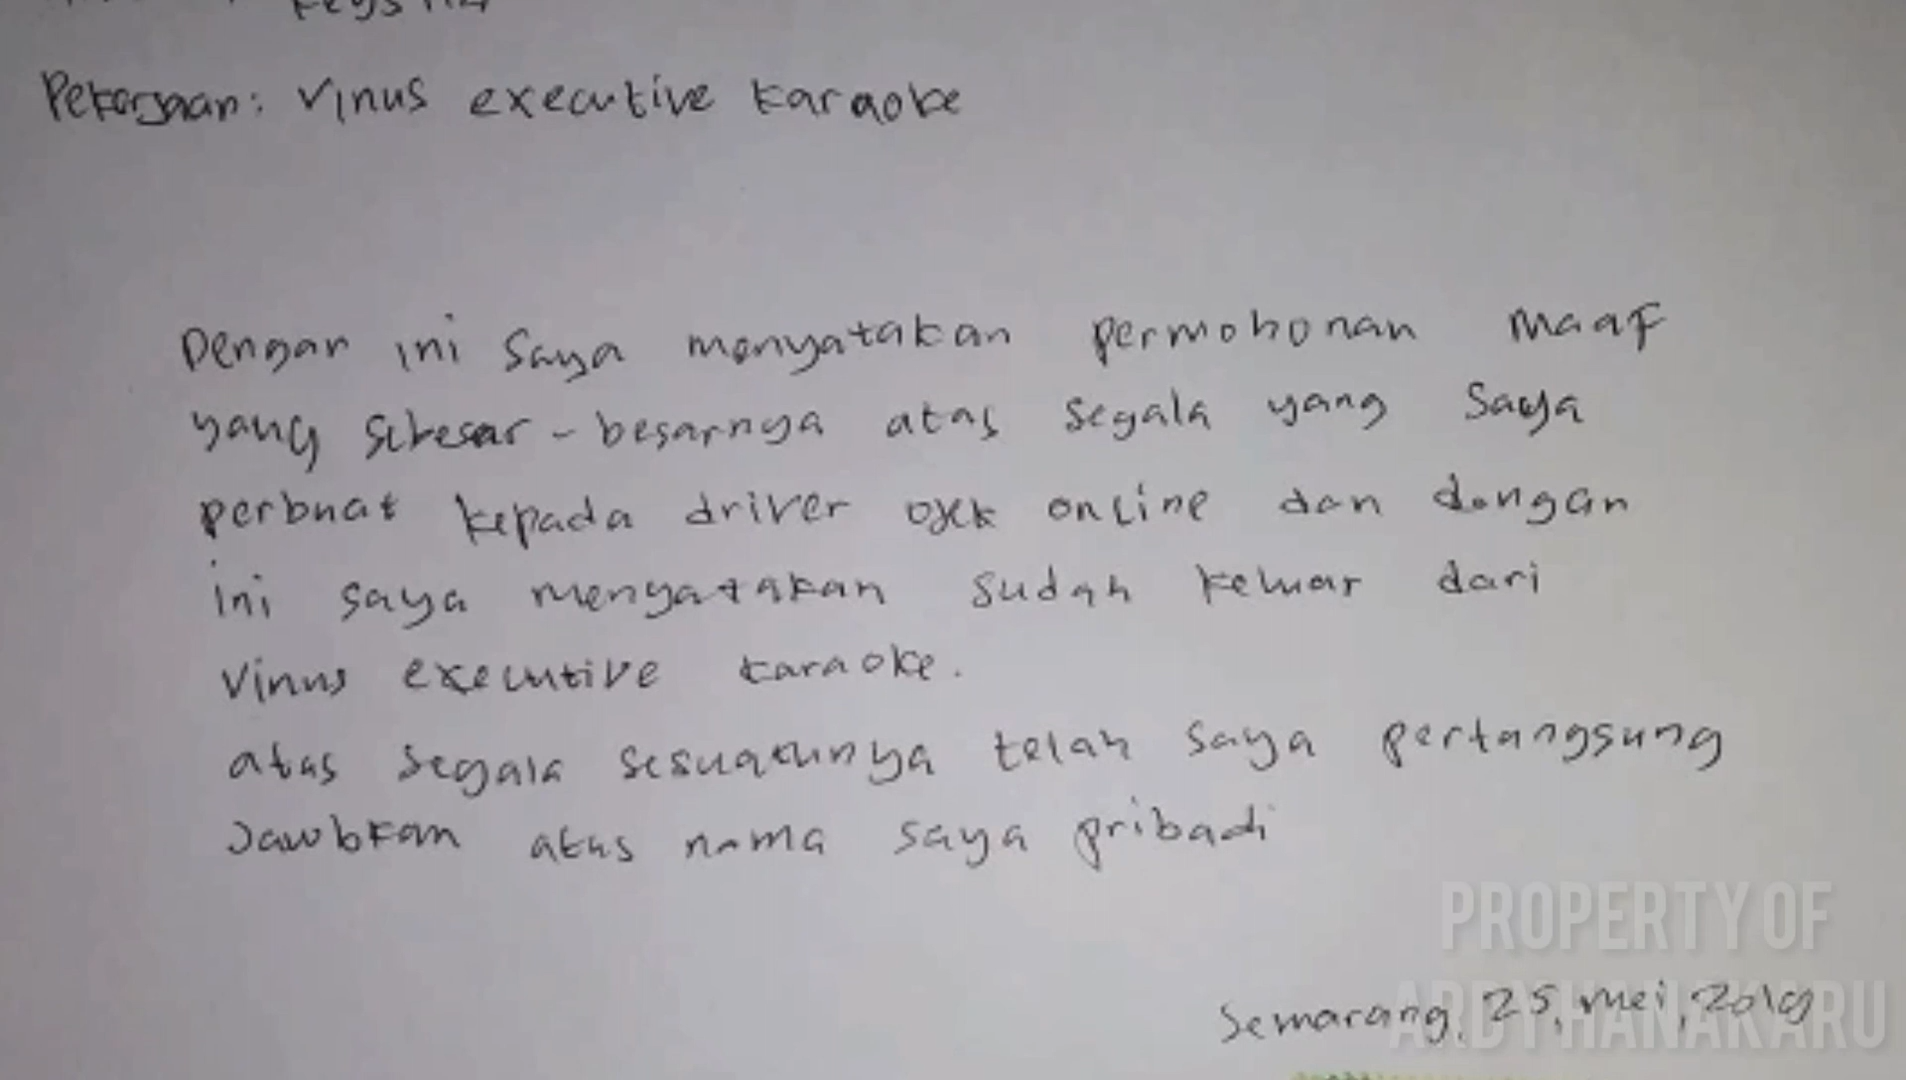 Pekerjaan: Vinus executive karaoke
Dengan ini saya menyatakan permohonan maaf
yang sebesar-besarnya atas segala yang saya
perbuat kepada driver ojek online dan dengan
ini saya menyatakan sudah keluar dari
Vinus executive karaoke.
atas segala sesuatunya telah saya pertangsung
jawabkan atas nama saya pribadi
PROPERTY OF
ARDYHANAKARU
Semarang, 25, Mei, 2019